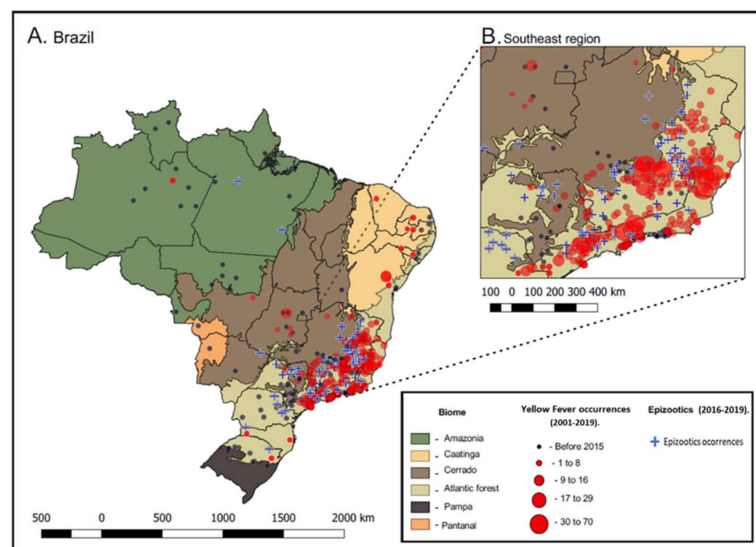 A. Brazil
B. Southeast region
100 0 100 200 300 400 km
Biome
- Amazonia
- Caatinga
- Cerrado
- Atlantic forest
- Pampa
- Pantanal
Yellow Fever occurrences
(2001-2019).
- Before 2015
- 1 to 8
- 9 to 16
- 17 to 29
- 30 to 70
Epizootics (2016-2019).
Epizootics ocorrences
500 0 500 1000 1500 2000 km